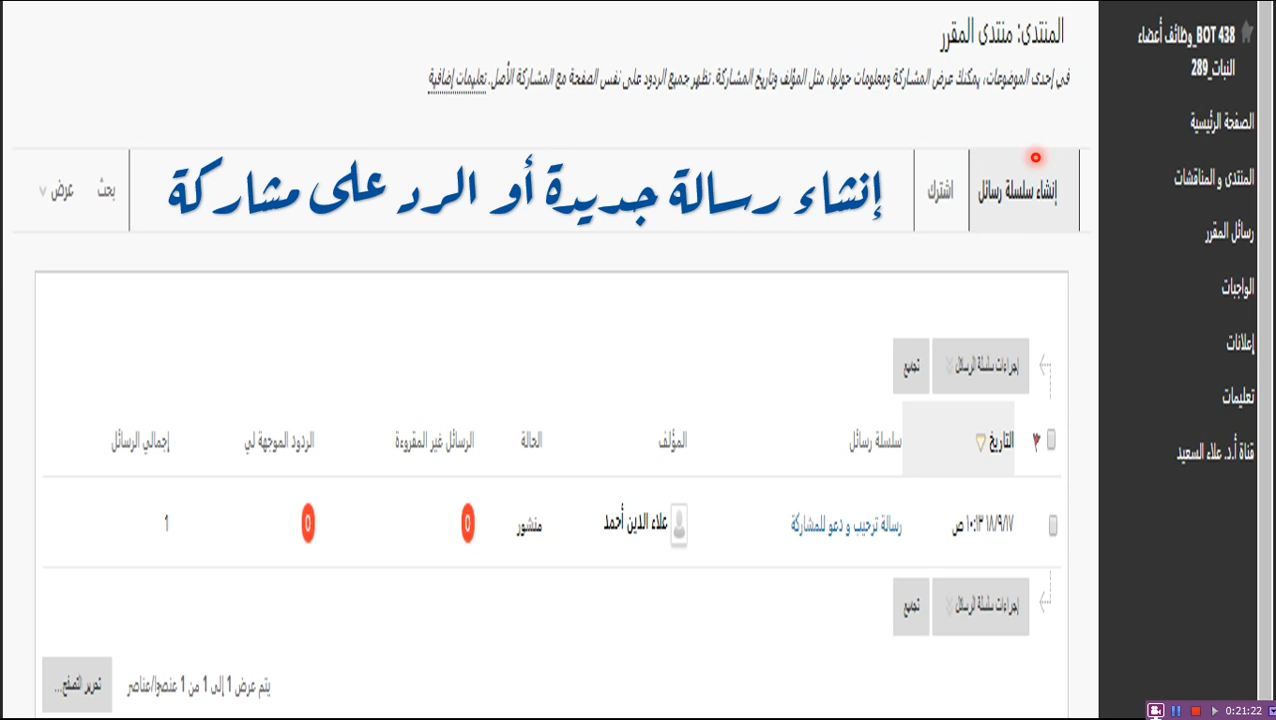 المنتدى: منتدى المقرر
في إحدى الموضوعات، يمكنك عرض المشاركة ومعلومات حولها، مثل المؤلف وتاريخ المشاركة. تظهر جميع الردود على نفس الصفحة مع المشاركة الأصل. تعليمات إضافية
إنشاء سلسلة رسائل
اشترك
إنشاء رسالة جديدة أو الرد على مشاركة
بحث
عرض
إجراءات سلسلة الرسائل
تجميع
التاريخ
سلسلة رسائل
المؤلف
الحالة
الرسائل غير المقروءة
الردود الموجهة لي
إجمالي الرسائل
١٨/٩/١٧ ١٠:١٣ ص
رسالة ترحيب و دعو للمشاركة
علاء الدين أحمد
منشور
0
0
1
إجراءات سلسلة الرسائل
تجميع
يتم عرض 1 إلى 1 من 1 عنصر/عناصر
تحرير التصفح...
BOT 438_وظائف أعضاء
النبات_289
الصفحة الرئيسية
المنتدى و المناقشات
رسائل المقرر
الواجبات
إعلانات
تعليمات
قناة أ.د. علاء السعيد
0:21:22